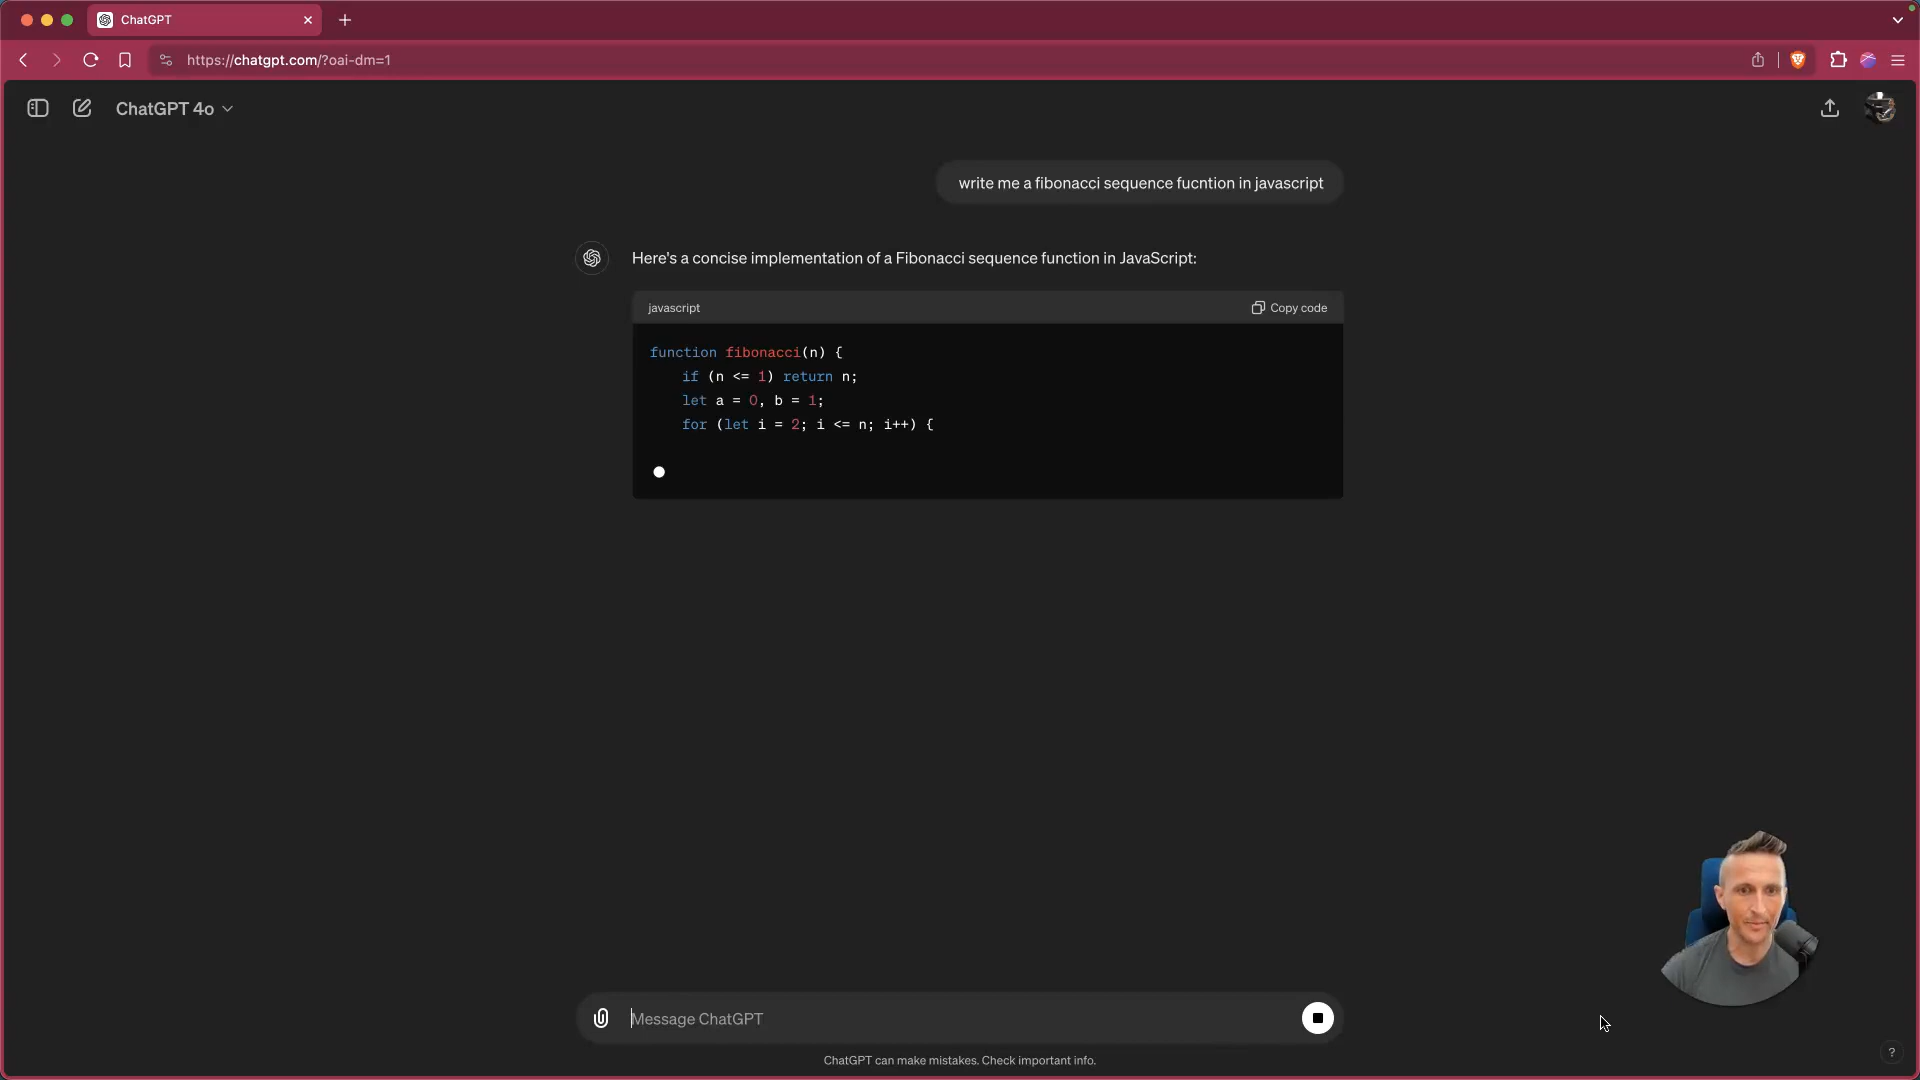 ChatGPT
https://chatgpt.com/?oai-dm=1
ChatGPT 4o
write me a fibonacci sequence fucntion in javascript
Here's a concise implementation of a Fibonacci sequence function in JavaScript:
javascript
Copy code
function fibonacci(n) {
if (n <= 1) return n;
let a = 0, b = 1;
for (let i = 2; i <= n; i++) {
Message ChatGPT
ChatGPT can make mistakes. Check important info.
?